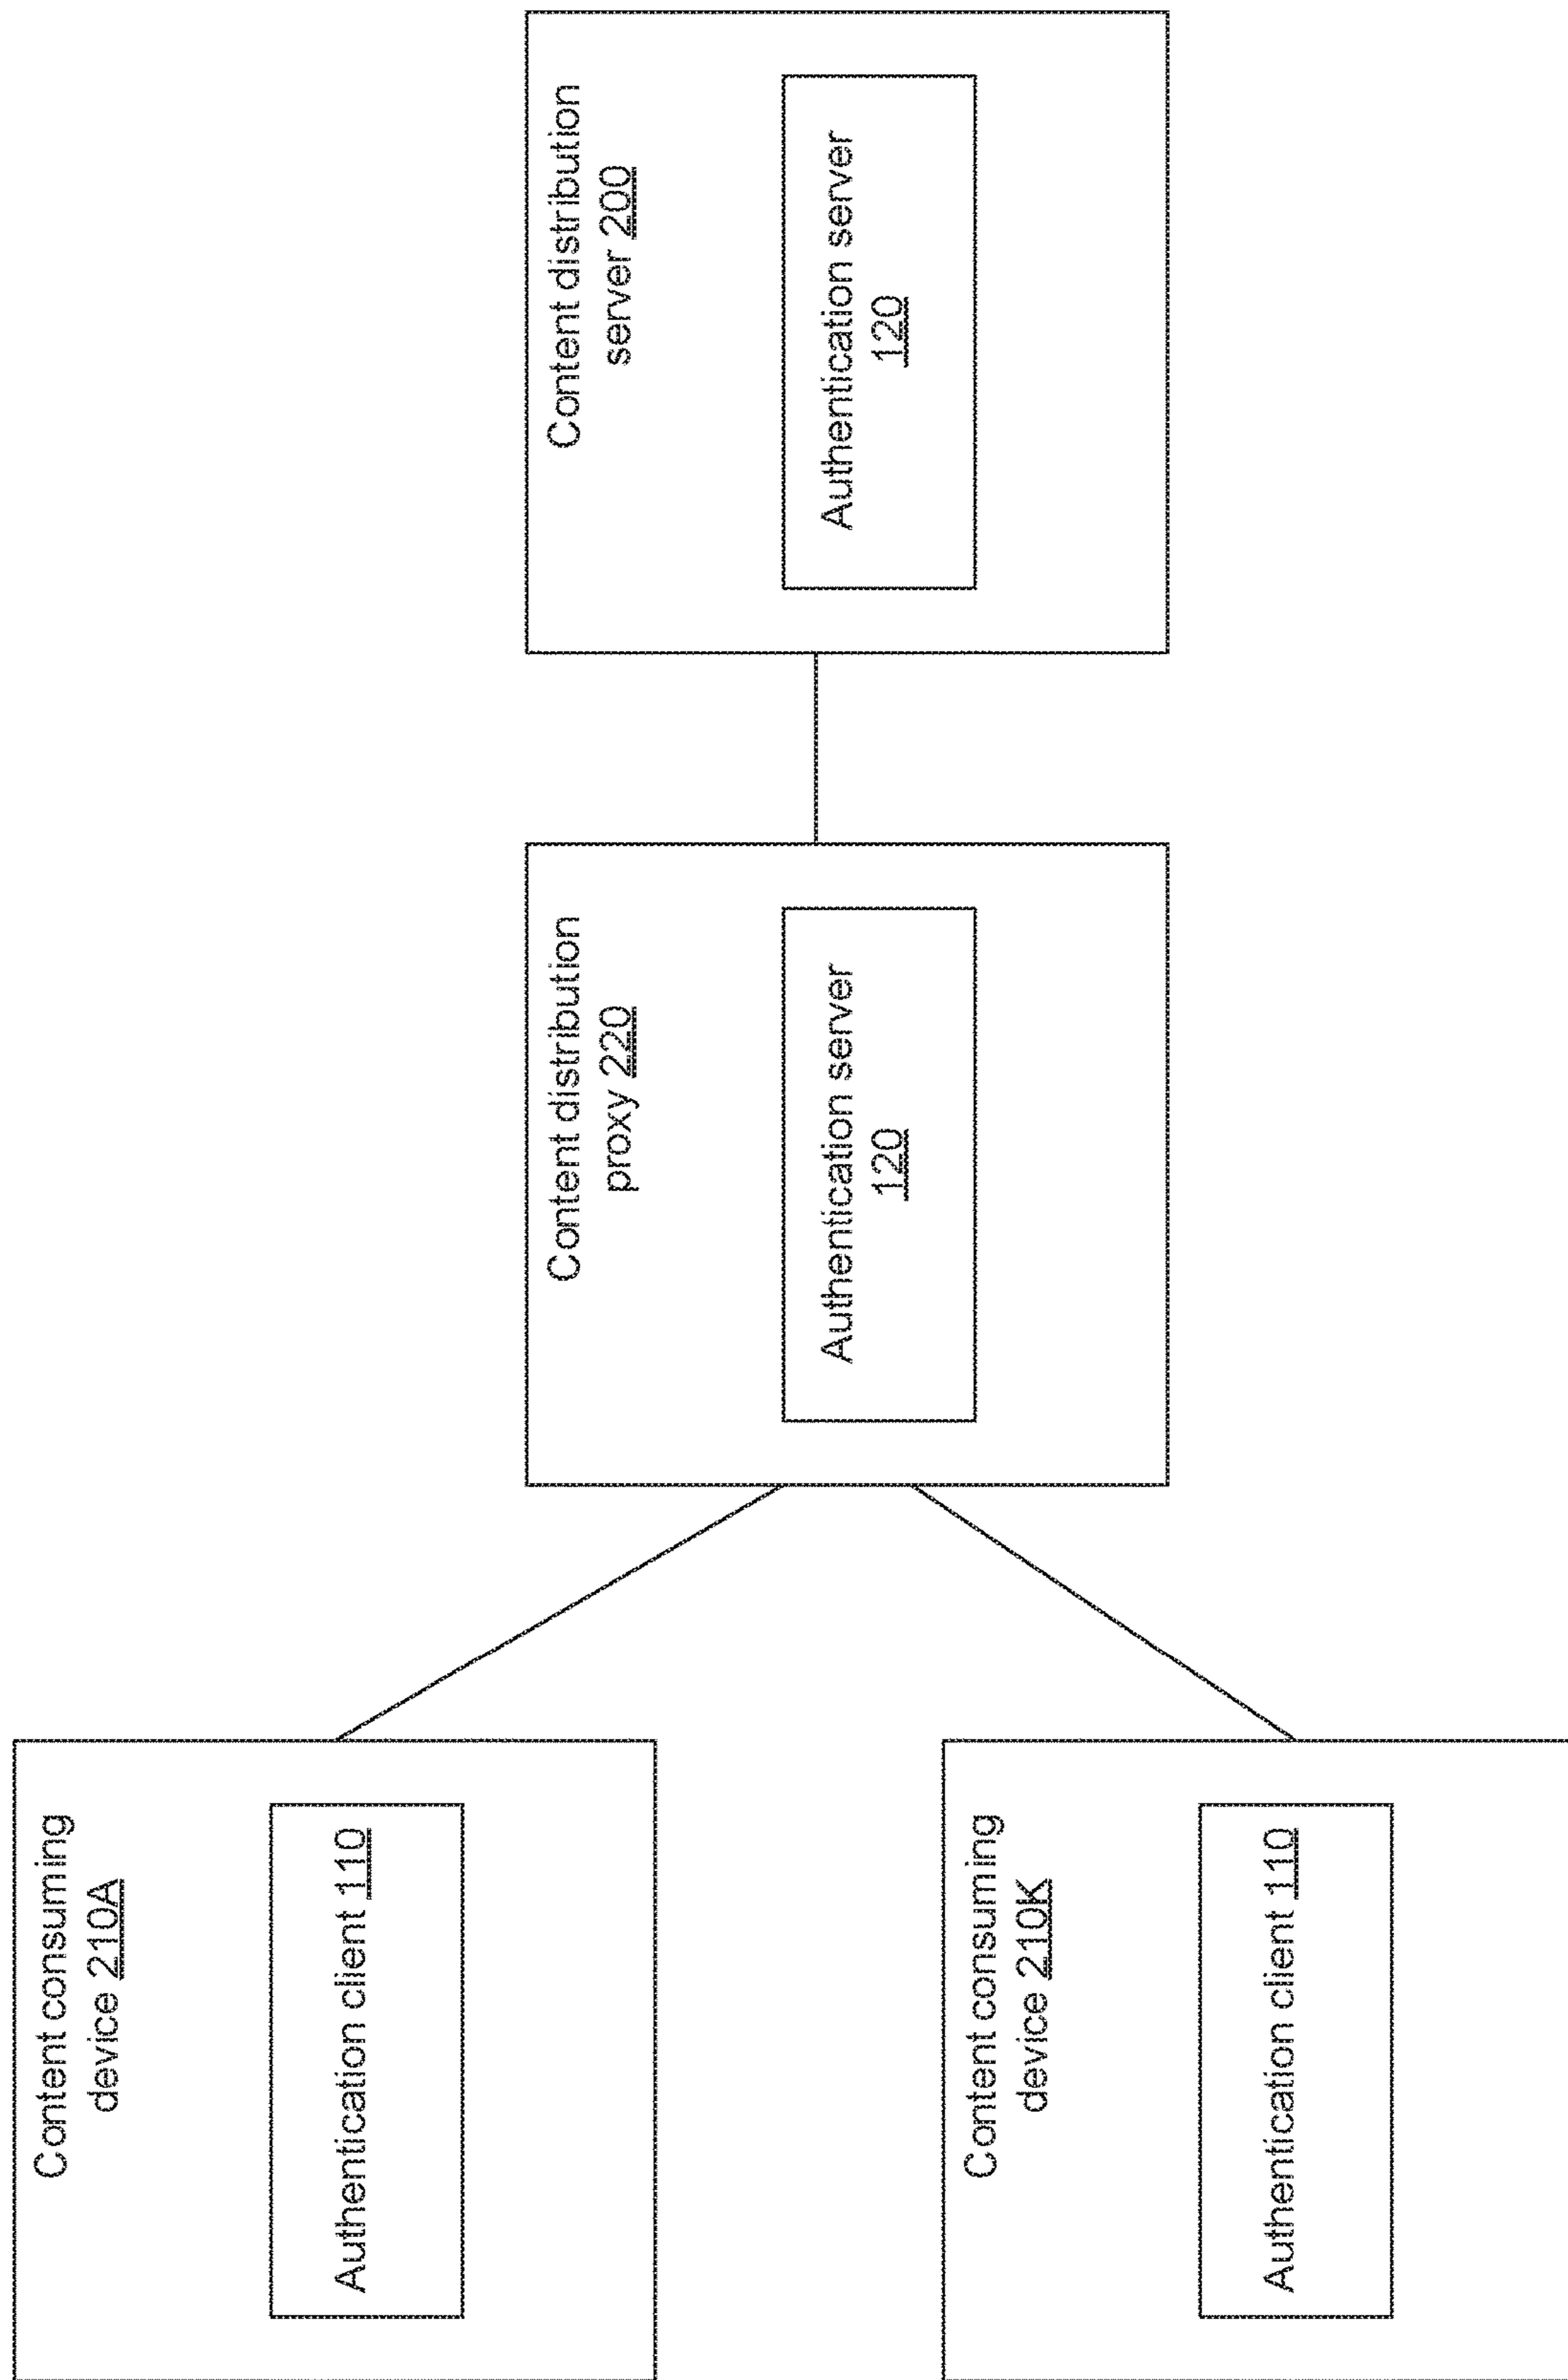 Content consuming
device 210A
Authentication client 110
Content consuming
device 210K
Authentication client 110
Content distribution
proxy 220
Authentication server
120
Content distribution
server 200
Authentication server
120